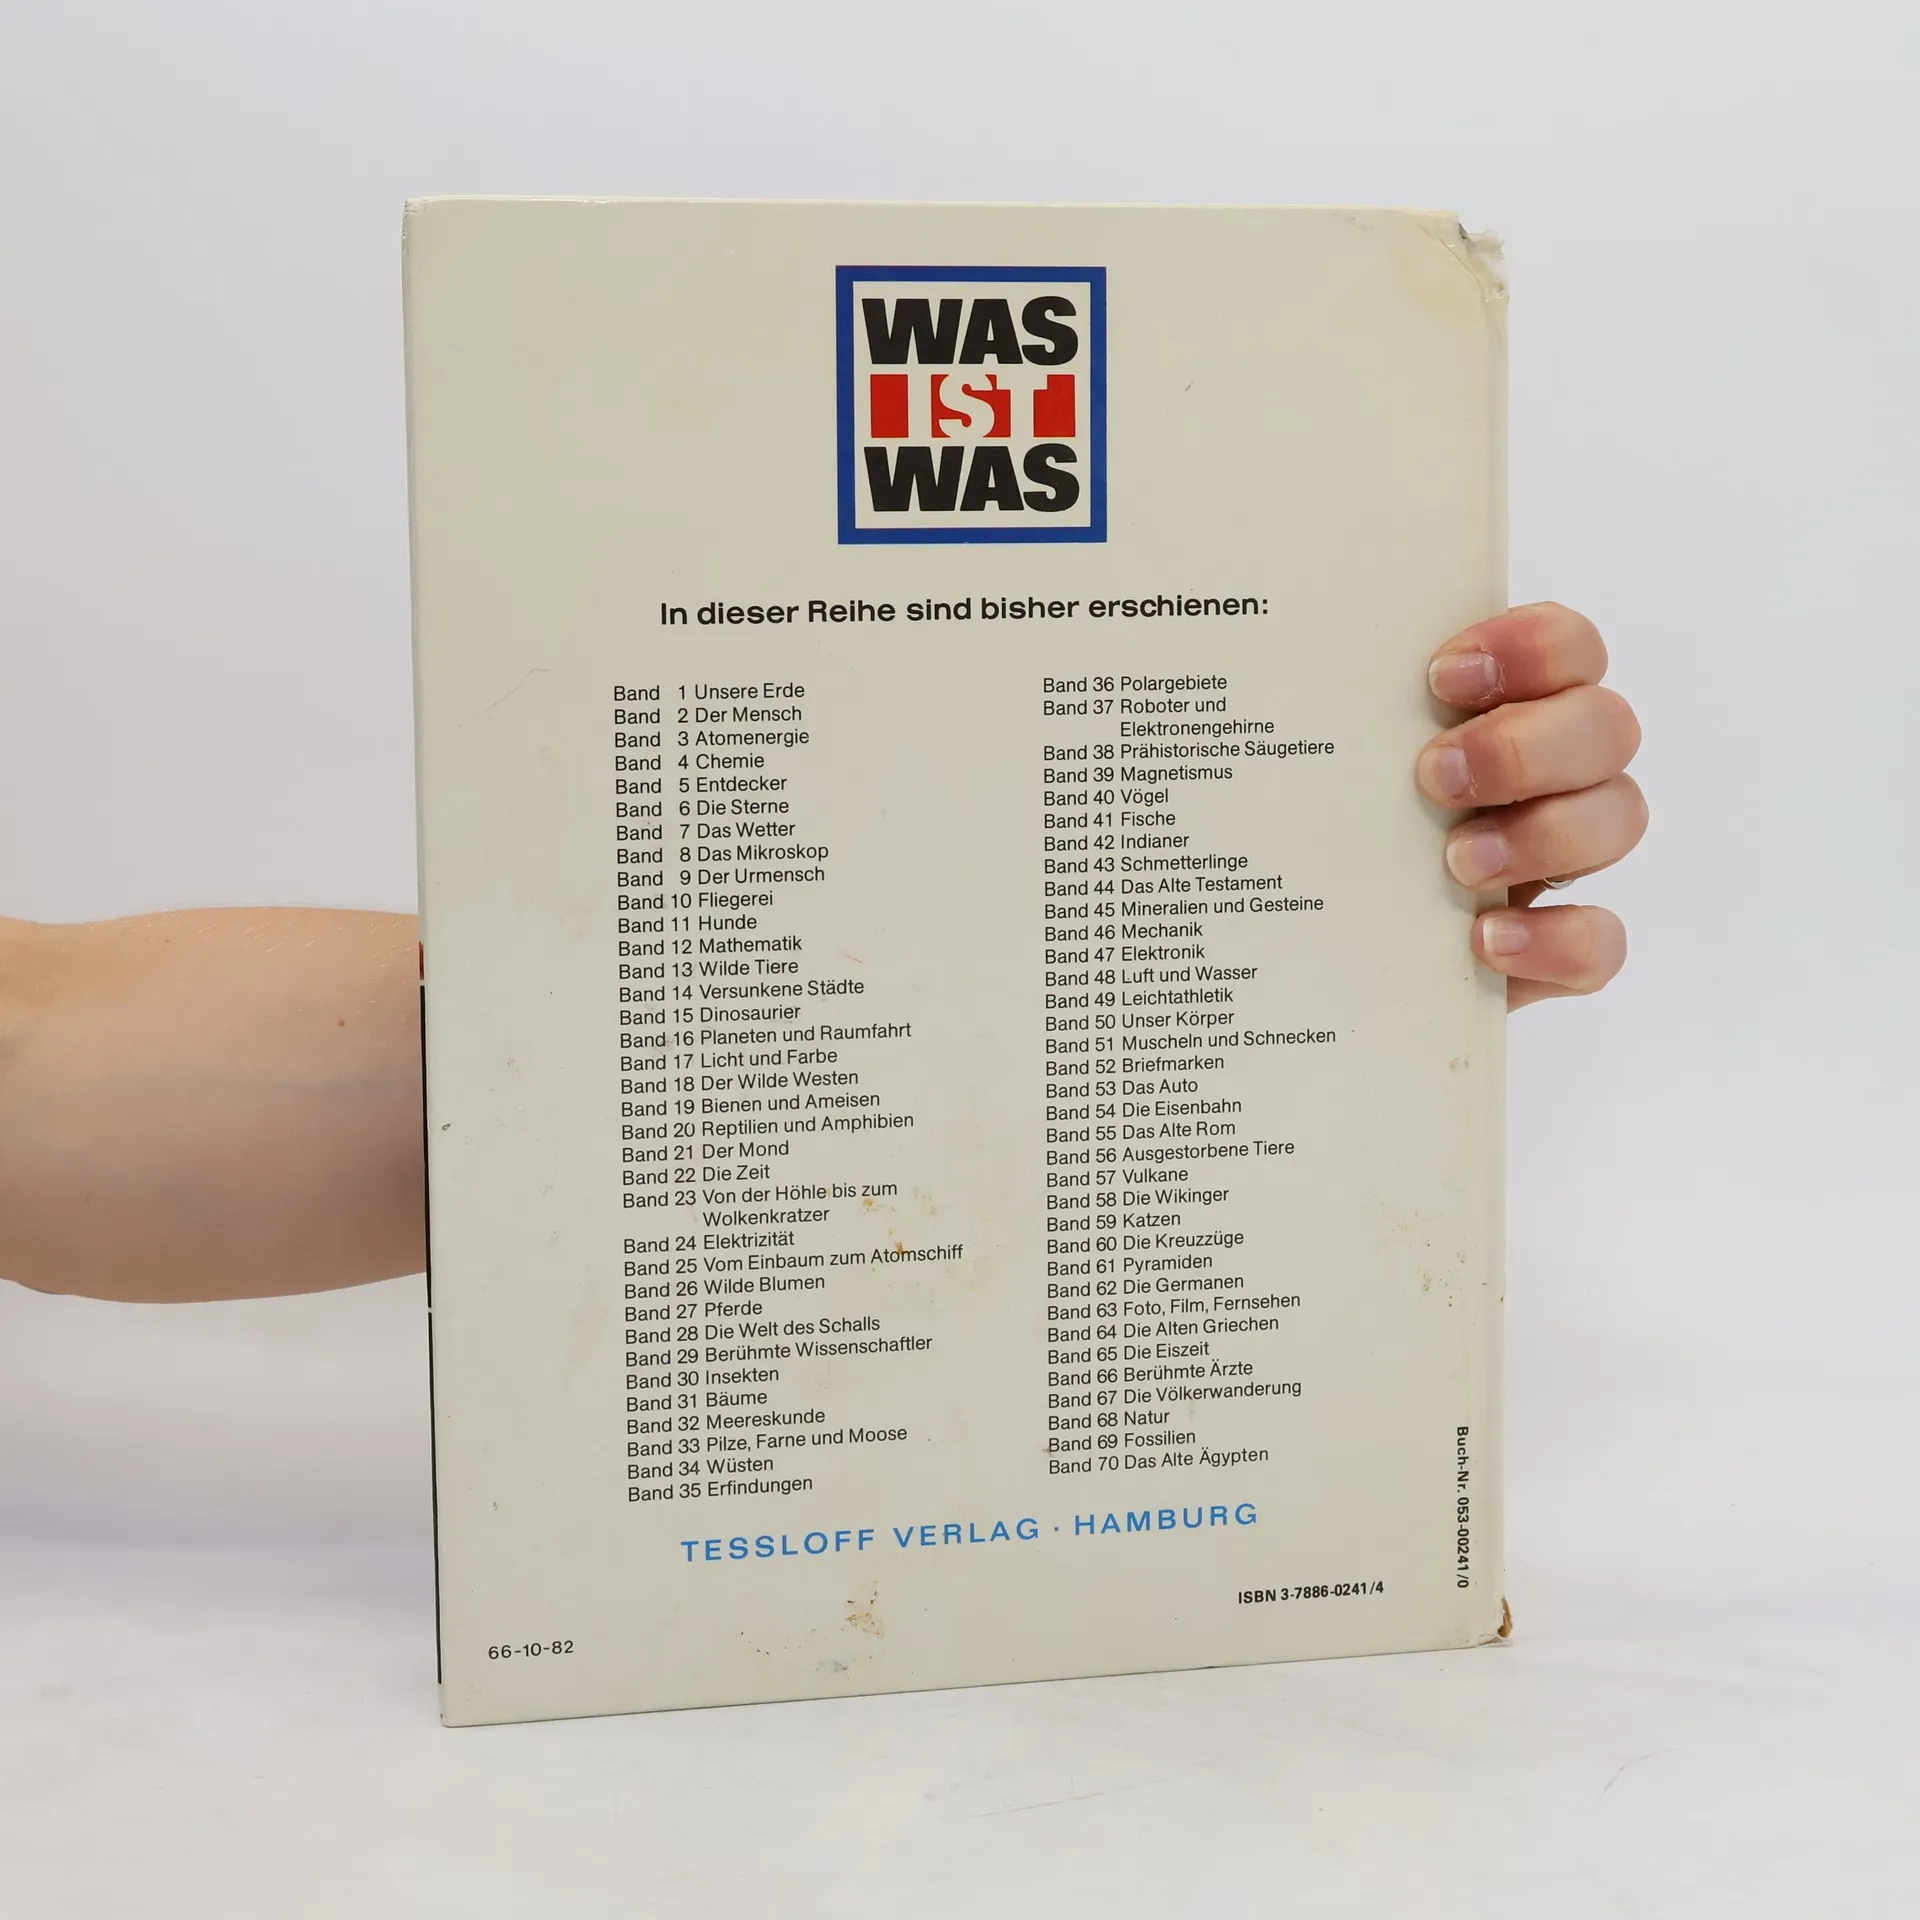 WAS
IST
WAS
In dieser Reihe sind bisher erschienen:
Band 1 Unsere Erde
Band 2 Der Mensch
Band 3 Atomenergie
Band 4 Chemie
Band 5 Entdecker
Band 6 Die Sterne
Band 7 Das Wetter
Band 8 Das Mikroskop
Band 9 Der Urmensch
Band 10 Fliegerei
Band 11 Hunde
Band 12 Mathematik
Band 13 Wilde Tiere
Band 14 Versunkene Städte
Band 15 Dinosaurier
Band 16 Planeten und Raumfahrt
Band 17 Licht und Farbe
Band 18 Der Wilde Westen
Band 19 Bienen und Ameisen
Band 20 Reptilien und Amphibien
Band 21 Der Mond
Band 22 Die Zeit
Band 23 Von der Höhle bis zum
Wolkenkratzer
Band 24 Elektrizität
Band 25 Vom Einbaum zum Atomschiff
Band 26 Wilde Blumen
Band 27 Pferde
Band 28 Die Welt des Schalls
Band 29 Berühmte Wissenschaftler
Band 30 Insekten
Band 31 Bäume
Band 32 Meereskunde
Band 33 Pilze, Farne und Moose
Band 34 Wüsten
Band 35 Erfindungen
Band 36 Polargebiete
Band 37 Roboter und
Elektronengehirne
Band 38 Prähistorische Säugetiere
Band 39 Magnetismus
Band 40 Vögel
Band 41 Fische
Band 42 Indianer
Band 43 Schmetterlinge
Band 44 Das Alte Testament
Band 45 Mineralien und Gesteine
Band 46 Mechanik
Band 47 Elektronik
Band 48 Luft und Wasser
Band 49 Leichtathletik
Band 50 Unser Körper
Band 51 Muscheln und Schnecken
Band 52 Briefmarken
Band 53 Das Auto
Band 54 Die Eisenbahn
Band 55 Das Alte Rom
Band 56 Ausgestorbene Tiere
Band 57 Vulkane
Band 58 Die Wikinger
Band 59 Katzen
Band 60 Die Kreuzzüge
Band 61 Pyramiden
Band 62 Die Germanen
Band 63 Foto, Film, Fernsehen
Band 64 Die Alten Griechen
Band 65 Die Eiszeit
Band 66 Berühmte Ärzte
Band 67 Die Völkerwanderung
Band 68 Natur
Band 69 Fossilien
Band 70 Das Alte Ägypten
TESSLOFF VERLAG · HAMBURG
ISBN 3-7886-0241/4
Buch-Nr. 053-00241/0
66-10-82